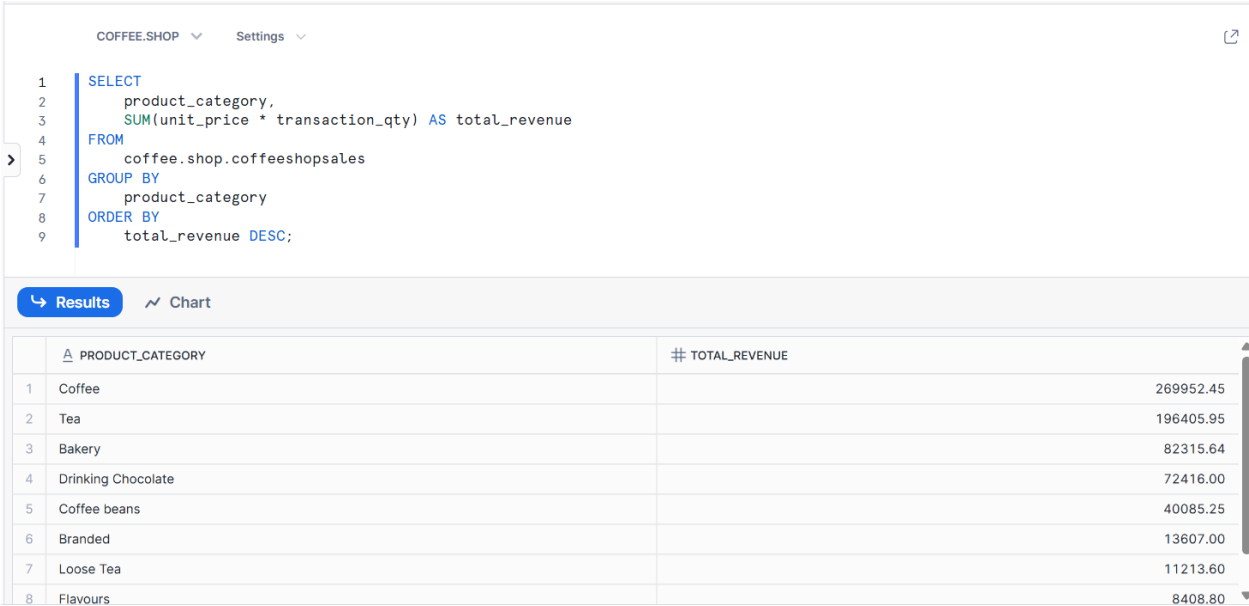 COFFEE.SHOP Settings
1 SELECT
2 product_category,
3 SUM(unit_price * transaction_qty) AS total_revenue
4 FROM
5 coffee.shop.coffeeshopsales
6 GROUP BY
7 product_category
8 ORDER BY
9 total_revenue DESC;
Results Chart
A PRODUCT_CATEGORY # TOTAL_REVENUE
1 Coffee 269952.45
2 Tea 196405.95
3 Bakery 82315.64
4 Drinking Chocolate 72416.00
5 Coffee beans 40085.25
6 Branded 13607.00
7 Loose Tea 11213.60
8 Flavours 8408.80